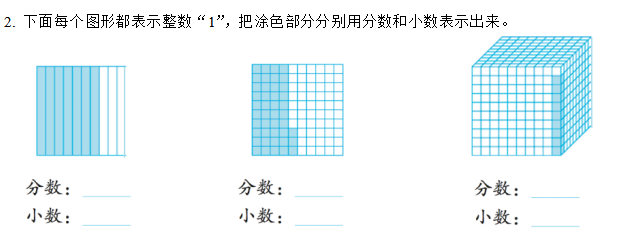 2. 下面每个图形都表示整数“1”，把涂色部分分别用分数和小数表示出来。
分数： 分数： 分数：
小数： 小数： 小数：